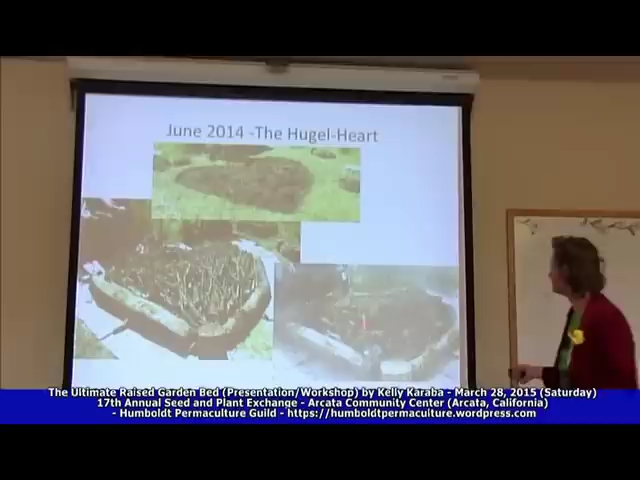 June 2014 -The Hugel-Heart
The Ultimate Raised Garden Bed (Presentation/Workshop) by Kelly Karaba - March 28, 2015 (Saturday)
17th Annual Seed and Plant Exchange - Arcata Community Center (Arcata, California)
- Humboldt Permaculture Guild - https://humboldtpermaculture.wordpress.com